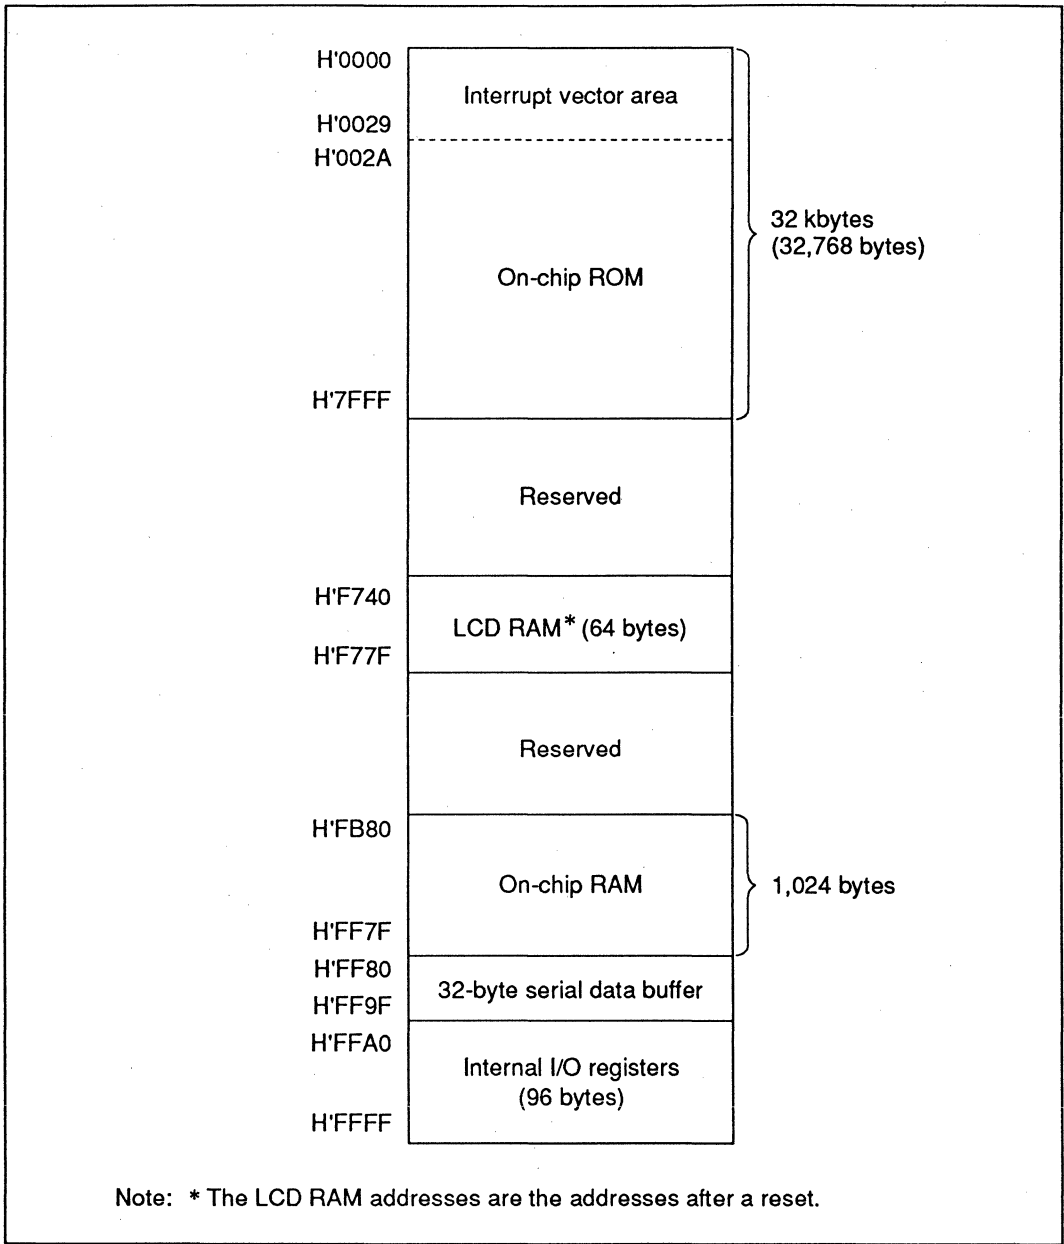 H'0000
Interrupt vector area
H'0029
H'002A
32 kbytes
(32,768 bytes)
On-chip ROM
H'7FFF
Reserved
H'F740
LCD RAM* (64 bytes)
H'F77F
Reserved
H'FB80
On-chip RAM
1,024 bytes
H'FF7F
H'FF80
32-byte serial data buffer
H'FF9F
H'FFA0
Internal I/O registers
(96 bytes)
H'FFFF
Note: * The LCD RAM addresses are the addresses after a reset.